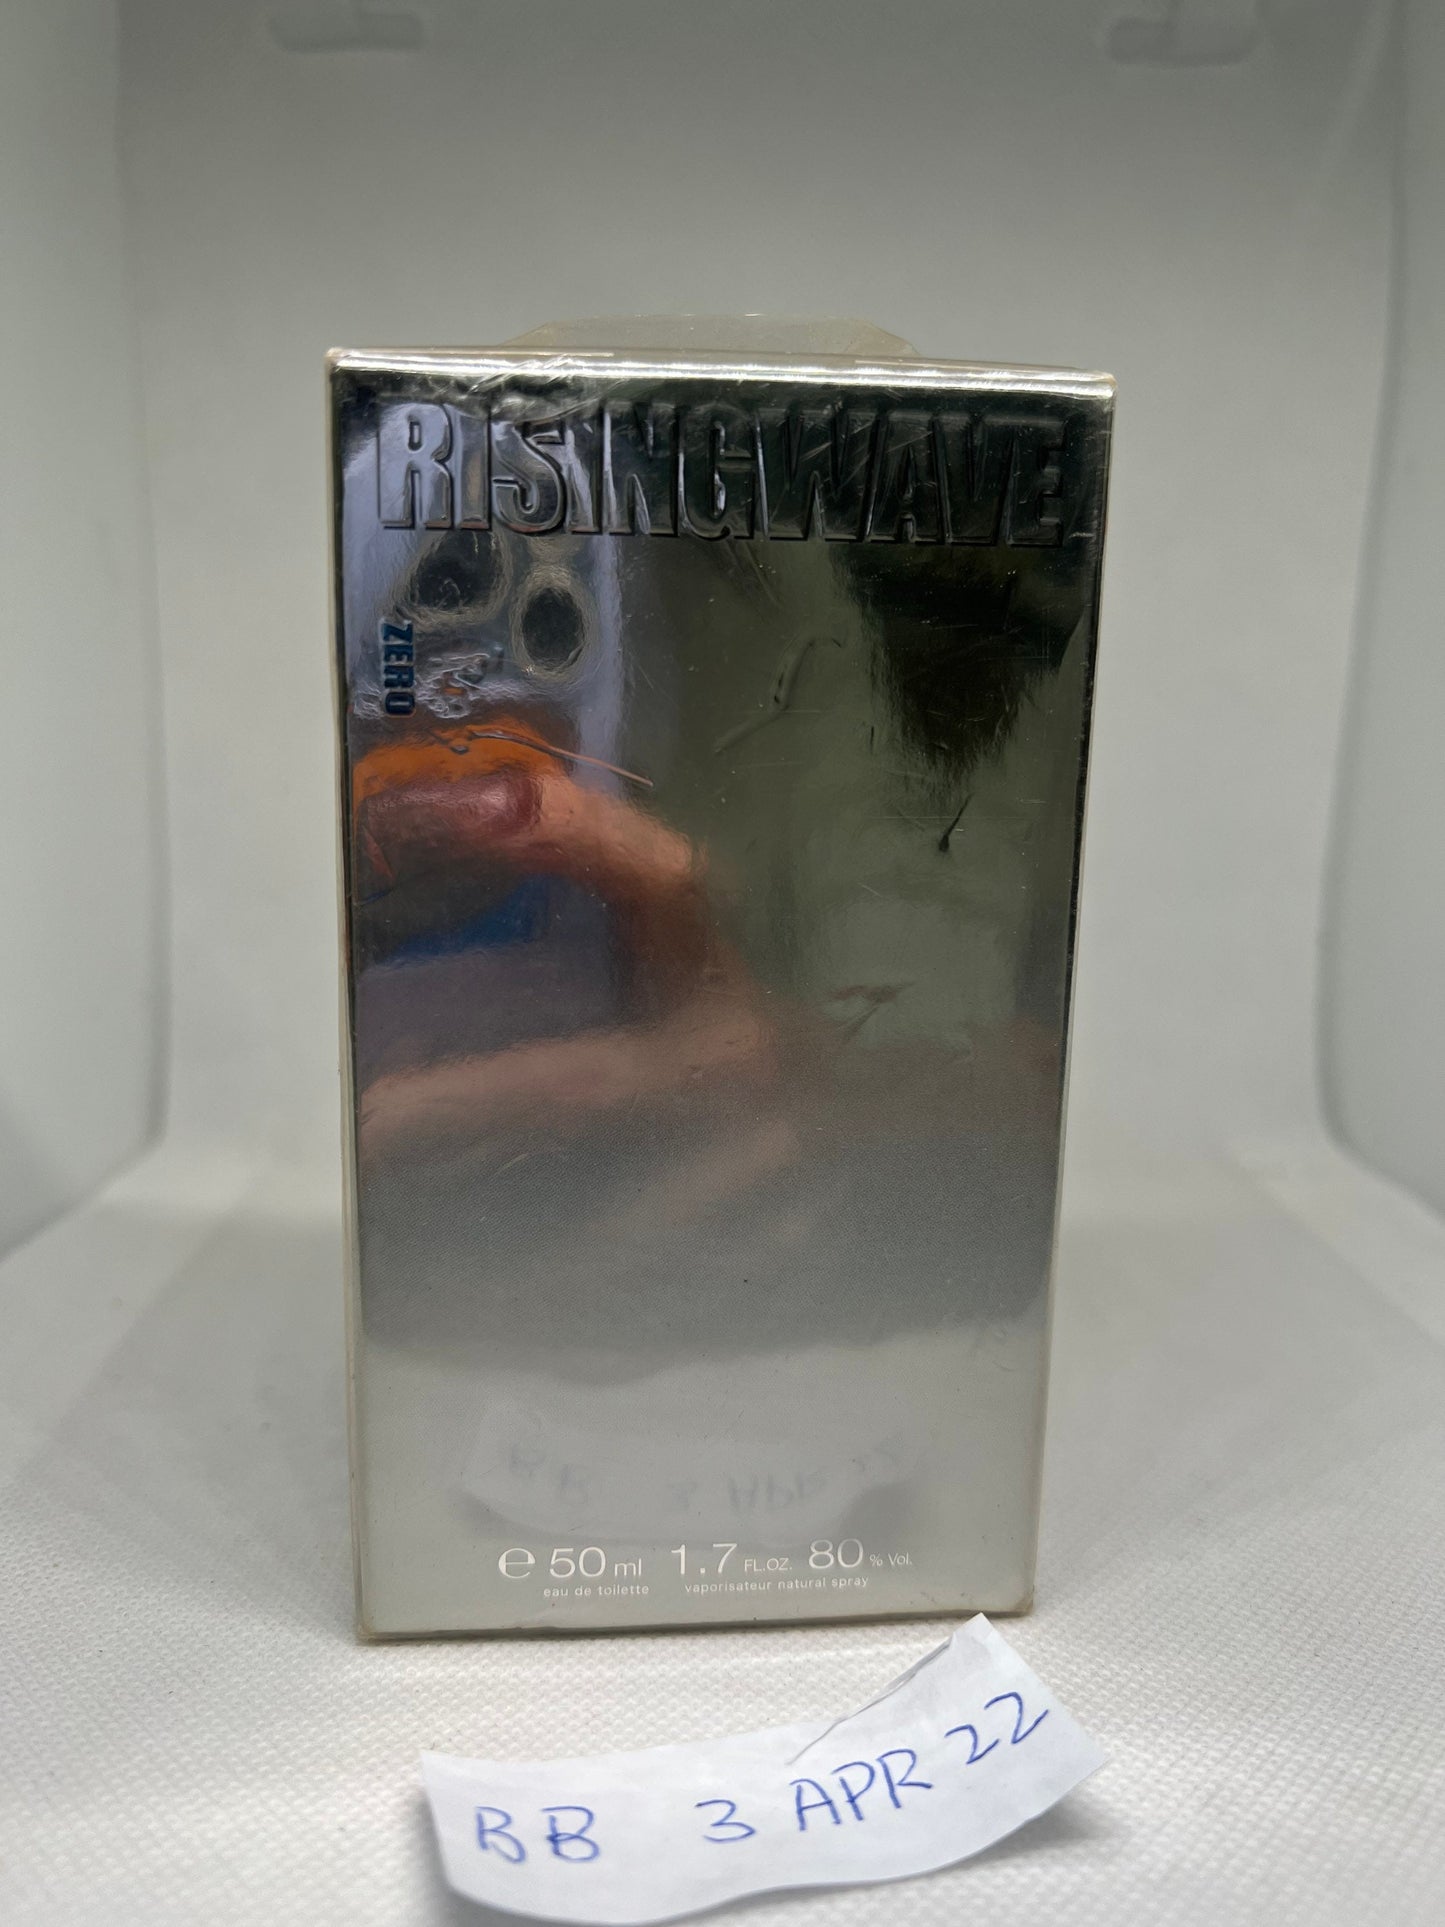 RISINGWAVE
ZERO
e 50 ml 1.7 FL.OZ. 80 % Vol.
eau de toilette vaporisateur natural spray
BB 3 APR 22